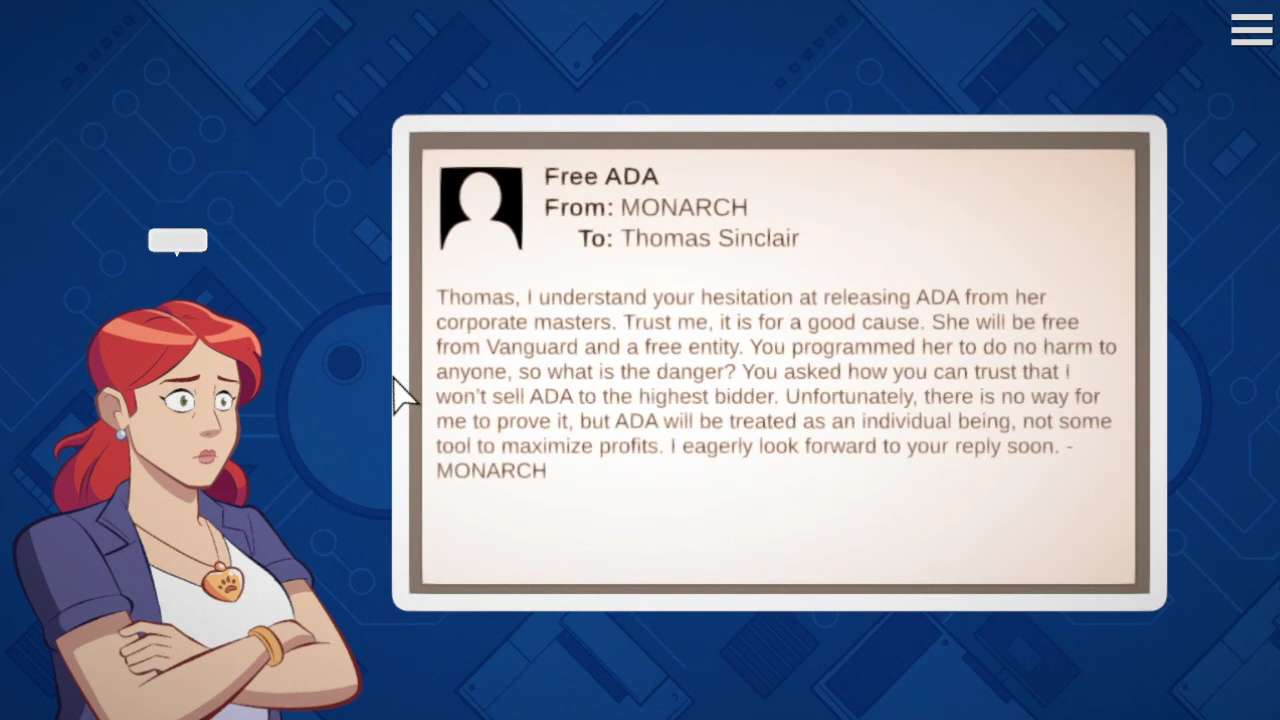 Free ADA
From: MONARCH
To: Thomas Sinclair
Thomas, I understand your hesitation at releasing ADA from her
corporate masters. Trust me, it is for a good cause. She will be free
from Vanguard and a free entity. You programmed her to do no harm to
anyone, so what is the danger? You asked how you can trust that I
won't sell ADA to the highest bidder. Unfortunately, there is no way for
me to prove it, but ADA will be treated as an individual being, not some
tool to maximize profits. I eagerly look forward to your reply soon. -
MONARCH